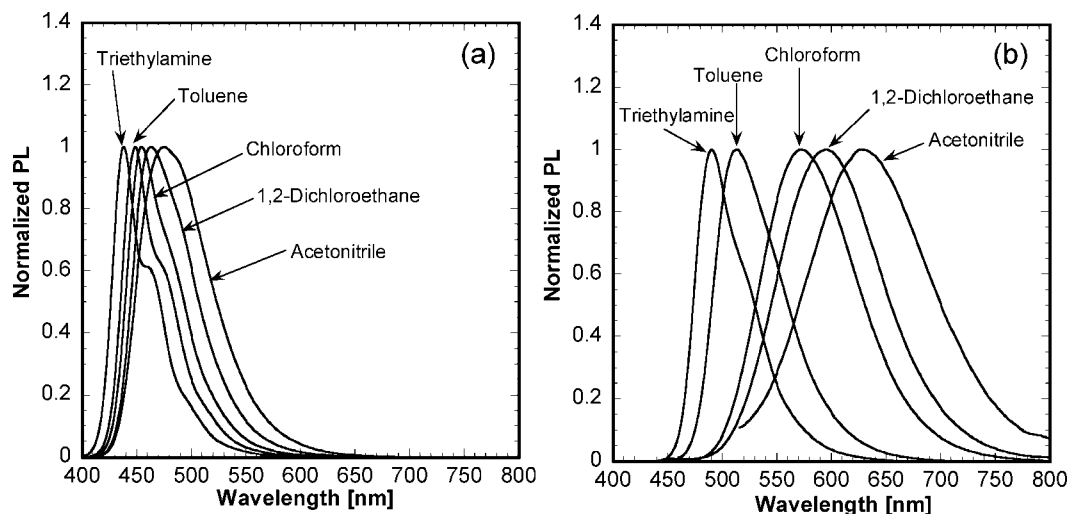 (a)
1.4
1.2
1
0.8
0.6
0.4
0.2
0
Normalized PL
Triethylamine
Toluene
Chloroform
1,2-Dichloroethane
Acetonitrile
400 450 500 550 600 650 700 750 800
Wavelength [nm]
(b)
1.4
1.2
1
0.8
0.6
0.4
0.2
0
Normalized PL
Chloroform
Toluene
1,2-Dichloroethane
Triethylamine
Acetonitrile
400 450 500 550 600 650 700 750 800
Wavelength [nm]